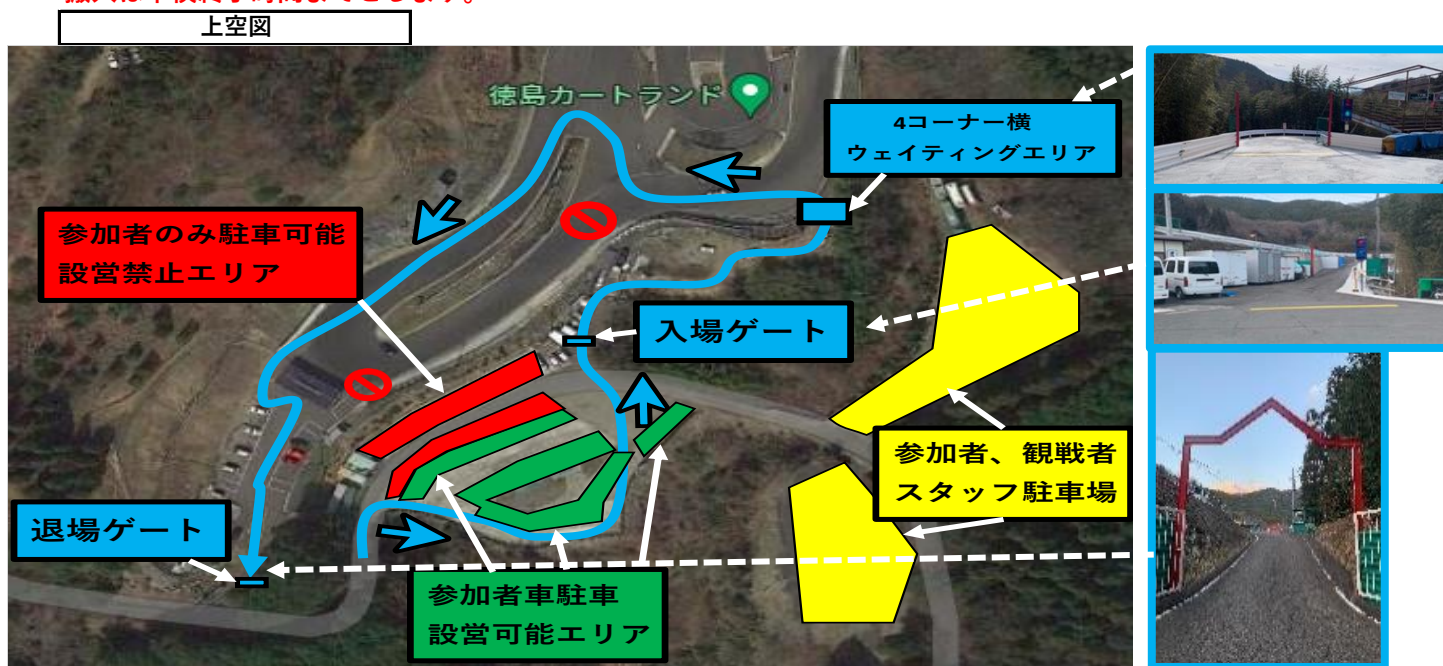 上空図
徳島カートランド
4コーナー横
ウェイティングエリア
参加者のみ駐車可能
設営禁止エリア
入場ゲート
参加者、観戦者
スタッフ駐車場
退場ゲート
参加者車駐車
設営可能エリア